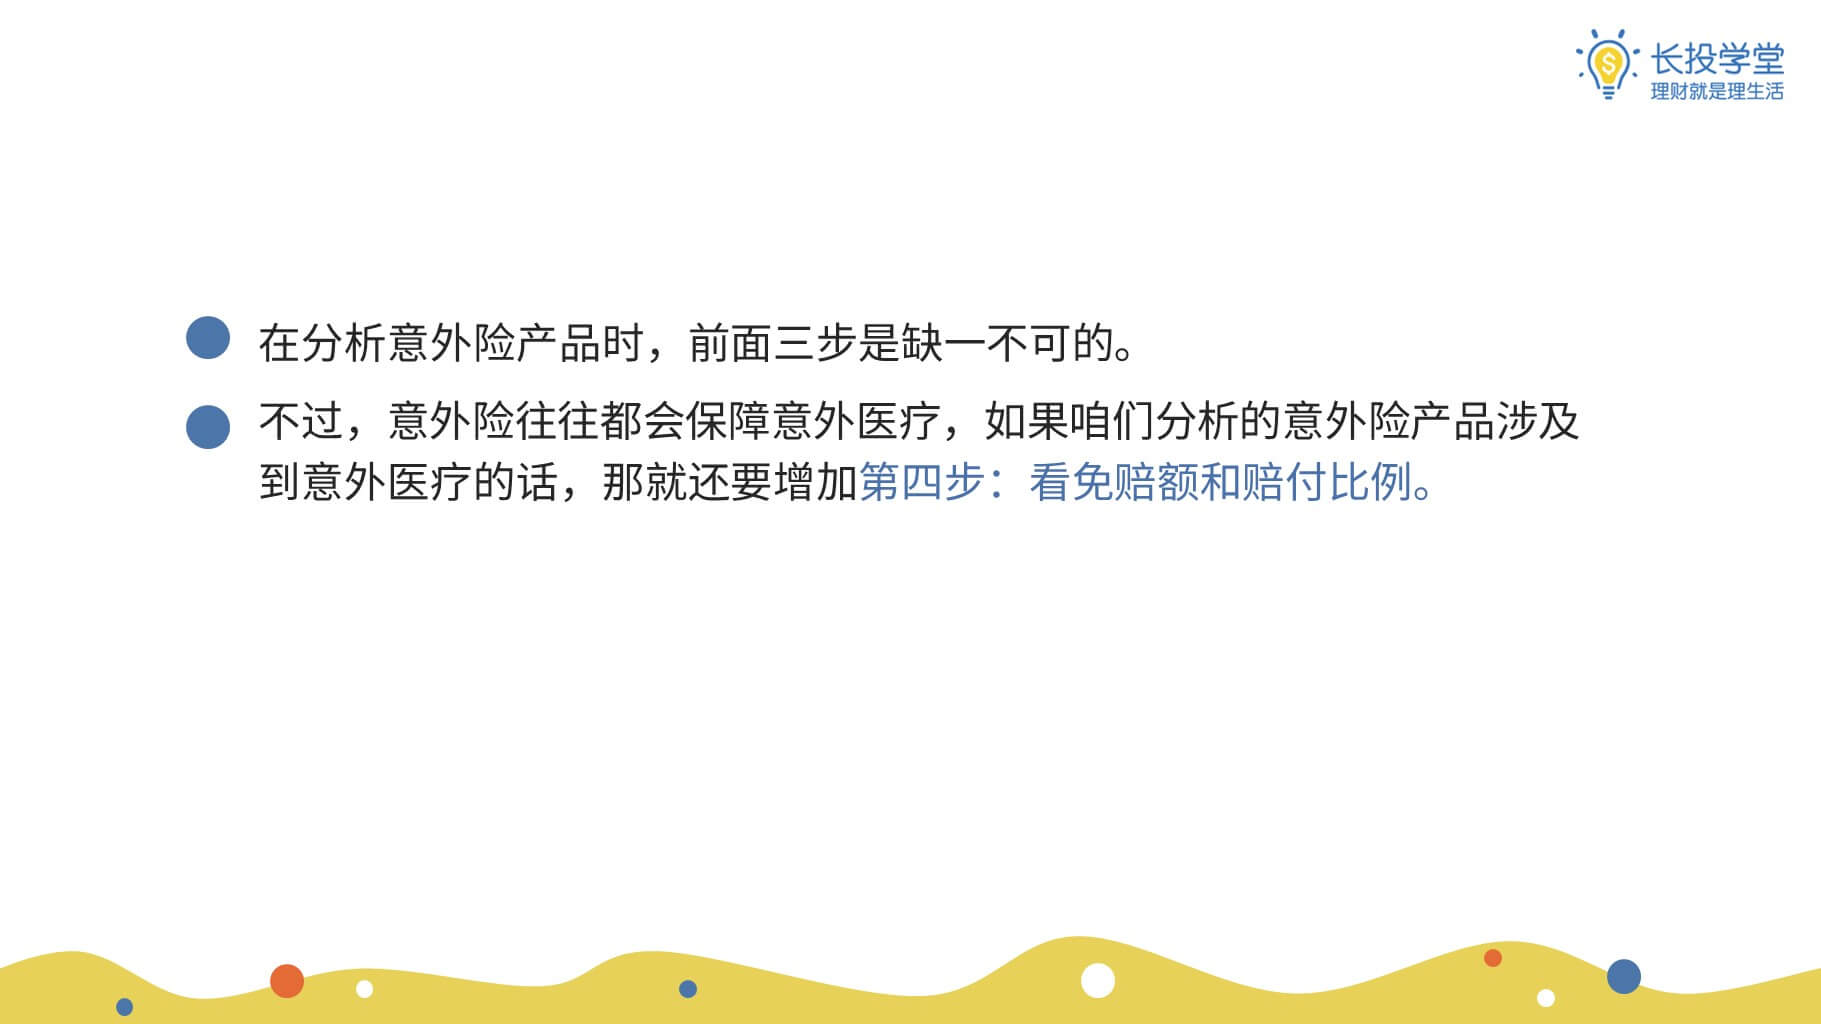 长投学堂
理财就是理生活
在分析意外险产品时，前面三步是缺一不可的。
不过，意外险往往都会保障意外医疗，如果咱们分析的意外险产品涉及
到意外医疗的话，那就还要增加第四步：看免赔额和赔付比例。